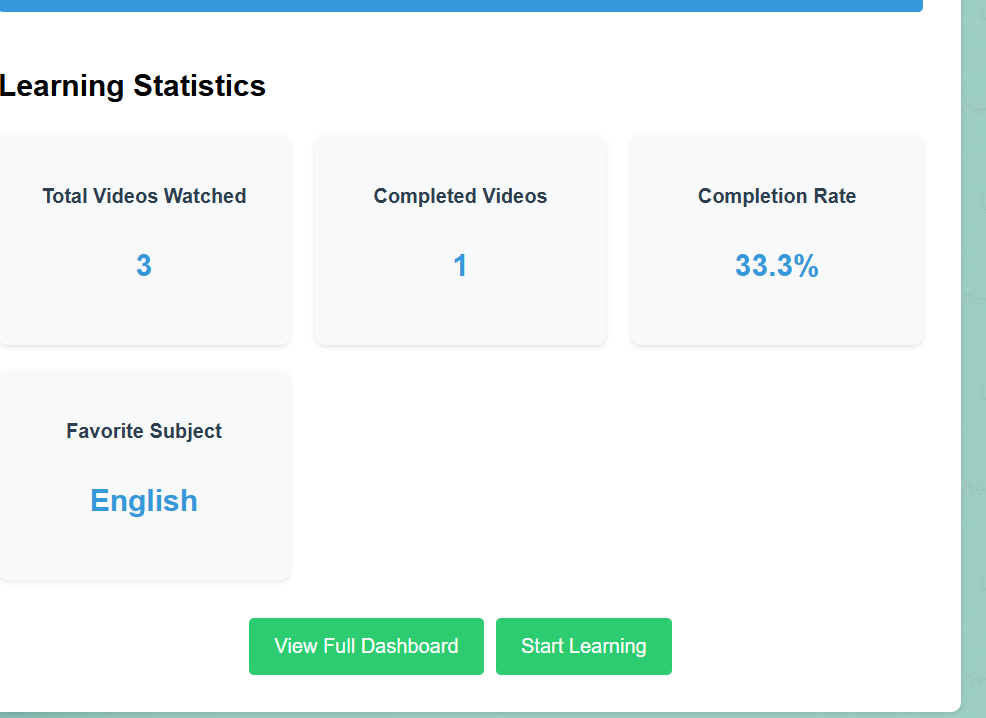 Learning Statistics
Total Videos Watched
Completed Videos
Completion Rate
3
1
33.3%
Favorite Subject
English
View Full Dashboard
Start Learning